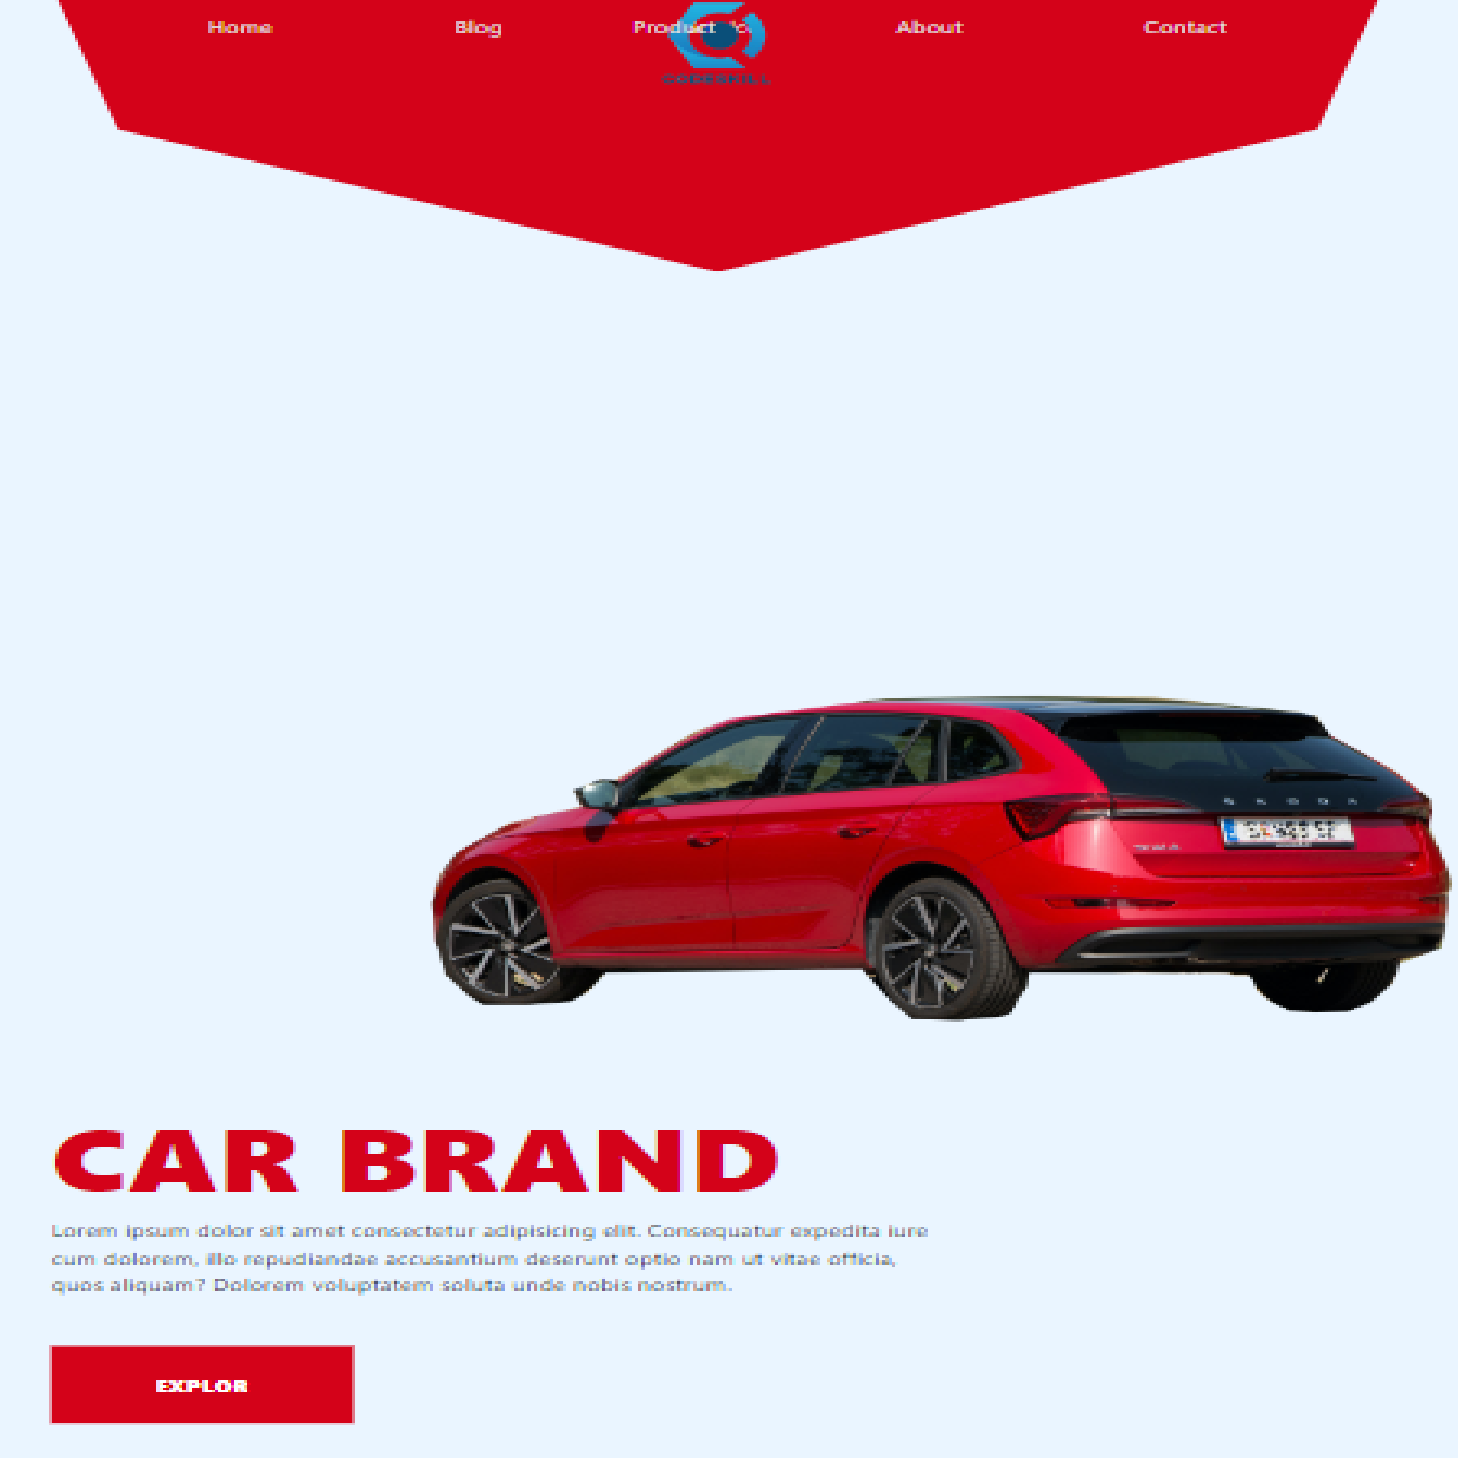 Home Blog Product About Contact
CODESKILL
SKODA
CAR BRAND
Lorem ipsum dolor sit amet consectetur adipisicing elit. Consequatur expedita iure
cum dolorem, illo repudiandae accusantium deserunt optio nam ut vitae officia,
quos aliquam? Dolorem voluptatem soluta unde nobis nostrum.
EXPLOR